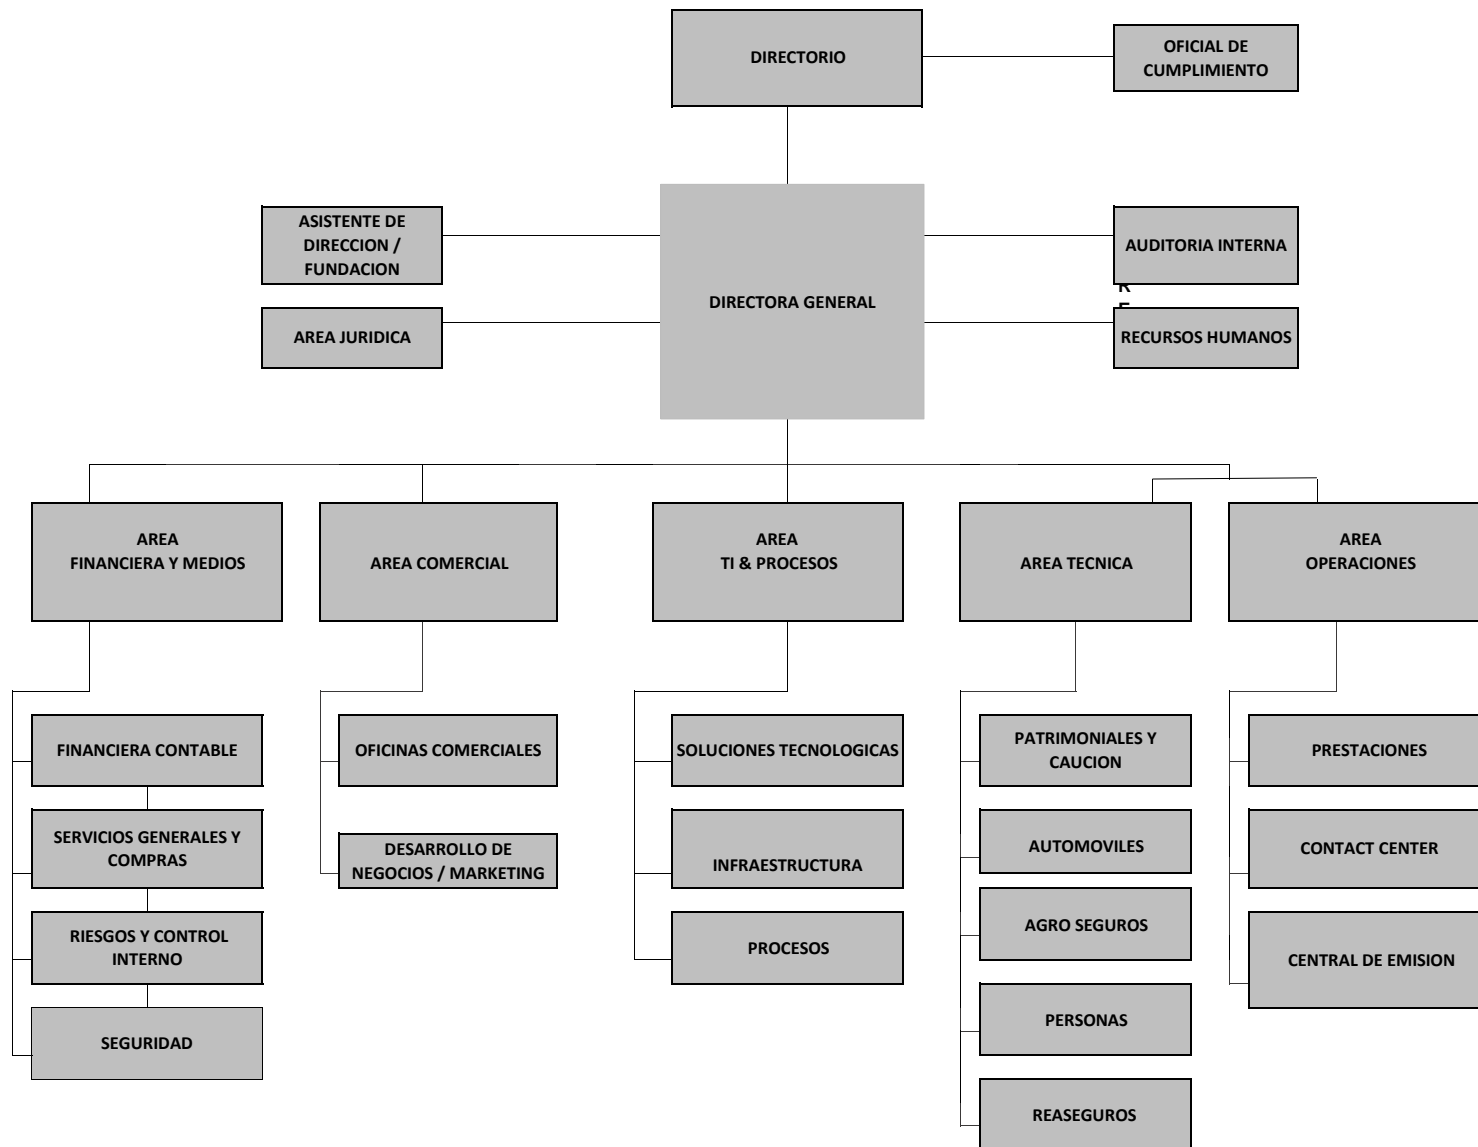 DIRECTORIO
OFICIAL DE
CUMPLIMIENTO
ASISTENTE DE
DIRECCION /
FUNDACION
AUDITORIA INTERNA
DIRECTORA GENERAL
AREA JURIDICA
RECURSOS HUMANOS
AREA
FINANCIERA Y MEDIOS
AREA COMERCIAL
AREA
TI & PROCESOS
AREA TECNICA
AREA
OPERACIONES
FINANCIERA CONTABLE
SERVICIOS GENERALES Y
COMPRAS
RIESGOS Y CONTROL
INTERNO
SEGURIDAD
OFICINAS COMERCIALES
DESARROLLO DE
NEGOCIOS / MARKETING
SOLUCIONES TECNOLOGICAS
INFRAESTRUCTURA
PROCESOS
PATRIMONIALES Y
CAUCION
AUTOMOVILES
AGRO SEGUROS
PERSONAS
REASEGUROS
PRESTACIONES
CONTACT CENTER
CENTRAL DE EMISION